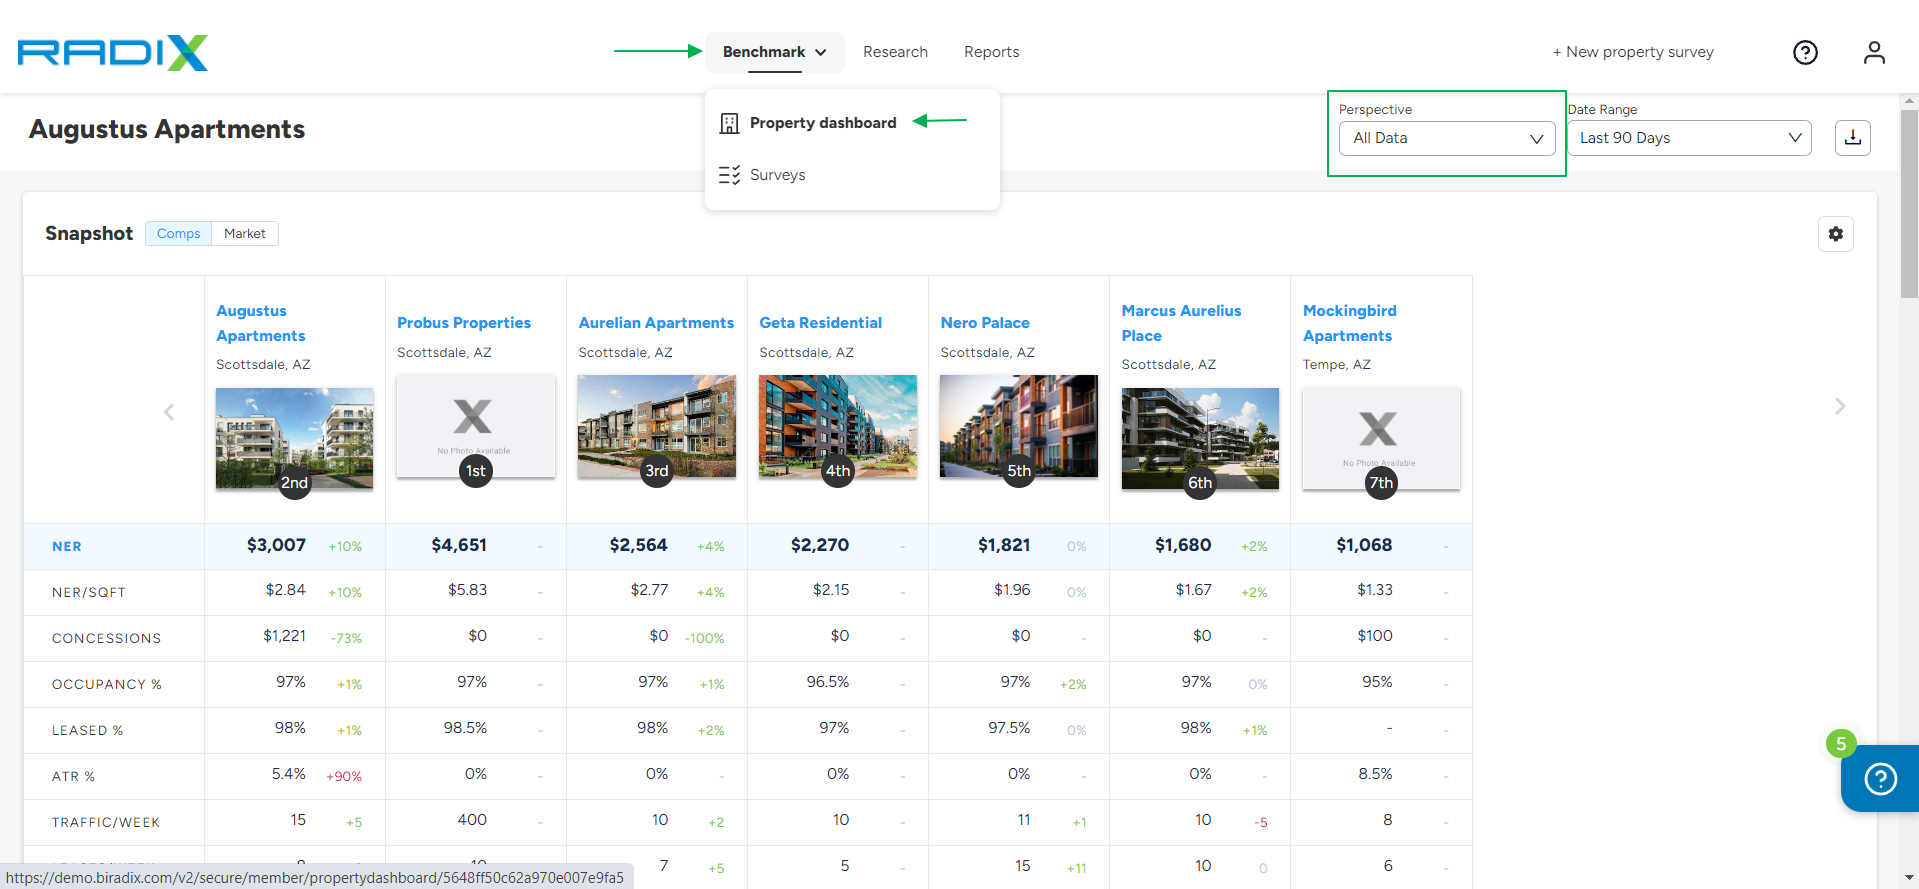 RADIX
Benchmark
Research
Reports
+ New property survey
Augustus Apartments
Property dashboard
Surveys
Perspective
All Data
Date Range
Last 90 Days
Snapshot
Comps
Market
Augustus
Apartments
Scottsdale, AZ
2nd
Probus Properties
Scottsdale, AZ
No Photo Available
1st
Aurelian Apartments
Scottsdale, AZ
3rd
Geta Residential
Scottsdale, AZ
4th
Nero Palace
Scottsdale, AZ
5th
Marcus Aurelius
Place
Scottsdale, AZ
6th
Mockingbird
Apartments
Tempe, AZ
No Photo Available
7th
NER $3,007 +10% $4,651 - $2,564 +4% $2,270 - $1,821 0% $1,680 +2% $1,068 -
NER/SQFT $2.84 +10% $5.83 - $2.77 +4% $2.15 - $1.96 0% $1.67 +2% $1.33 -
CONCESSIONS $1,221 -73% $0 - $0 -100% $0 - $0 - $0 - $100 -
OCCUPANCY % 97% +1% 97% - 97% +1% 96.5% - 97% +2% 97% 0% 95% -
LEASED % 98% +1% 98.5% - 98% +2% 97% - 97.5% 0% 98% +1% - -
ATR % 5.4% +90% 0% - 0% - 0% - 0% - 0% - 8.5% -
TRAFFIC/WEEK 15 +5 400 - 10 +2 10 - 11 +1 10 -5 8 -
7 +5 5 - 15 +11 10 0 6 -
5
https://demo.biradix.com/v2/secure/member/propertydashboard/5648ff50c62a970e007e9fa5